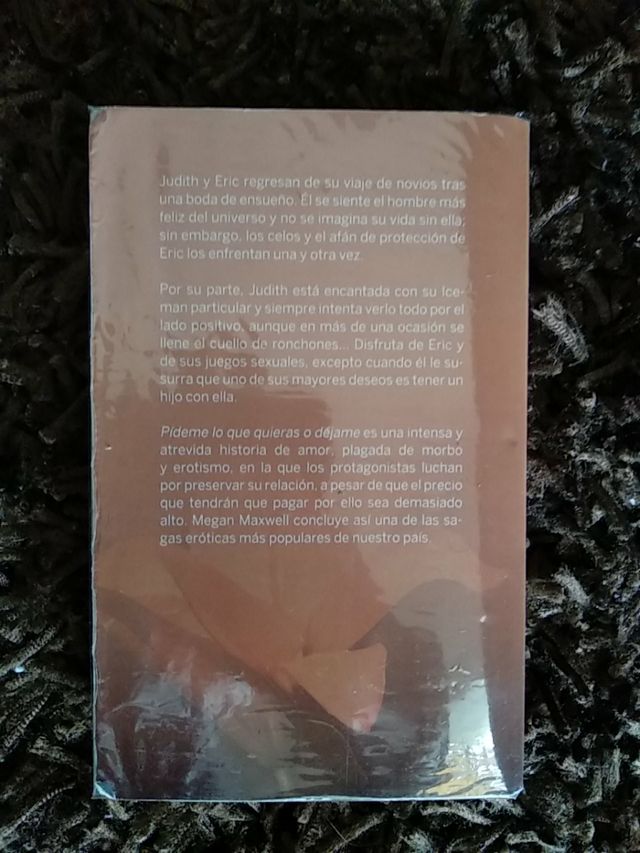 Judith y Eric regresan de su viaje de novios tras
una boda de ensueño. Él se siente el hombre más
feliz del universo y no se imagina su vida sin ella;
sin embargo, los celos y el afán de protección de
Eric los enfrentan una y otra vez.
Por su parte, Judith está encantada con su Ice-
man particular y siempre intenta verlo todo por el
lado positivo, aunque en más de una ocasión se
llene el cuello de ronchones... Disfruta de Eric y
de sus juegos sexuales, excepto cuando él le su-
surra que uno de sus mayores deseos es tener un
hijo con ella.
Pídeme lo que quieras o déjame es una intensa y
atrevida historia de amor, plagada de morbo
y erotismo, en la que los protagonistas luchan
por preservar su relación, a pesar de que el precio
que tendrán que pagar por ello sea demasiado
alto. Megan Maxwell concluye así una de las sa-
gas eróticas más populares de nuestro país.